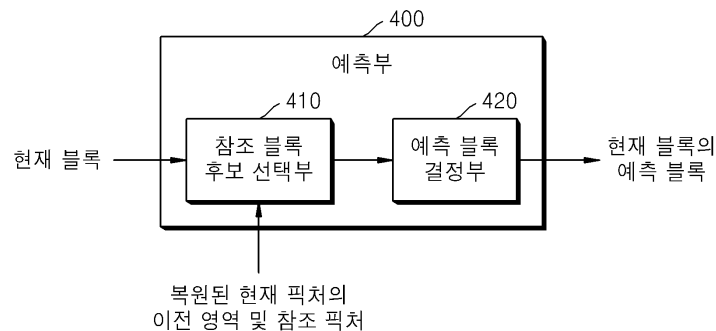 400
예측부
410
참조 블록
후보 선택부
420
예측 블록
결정부
현재 블록
현재 블록의
예측 블록
복원된 현재 픽처의
이전 영역 및 참조 픽처